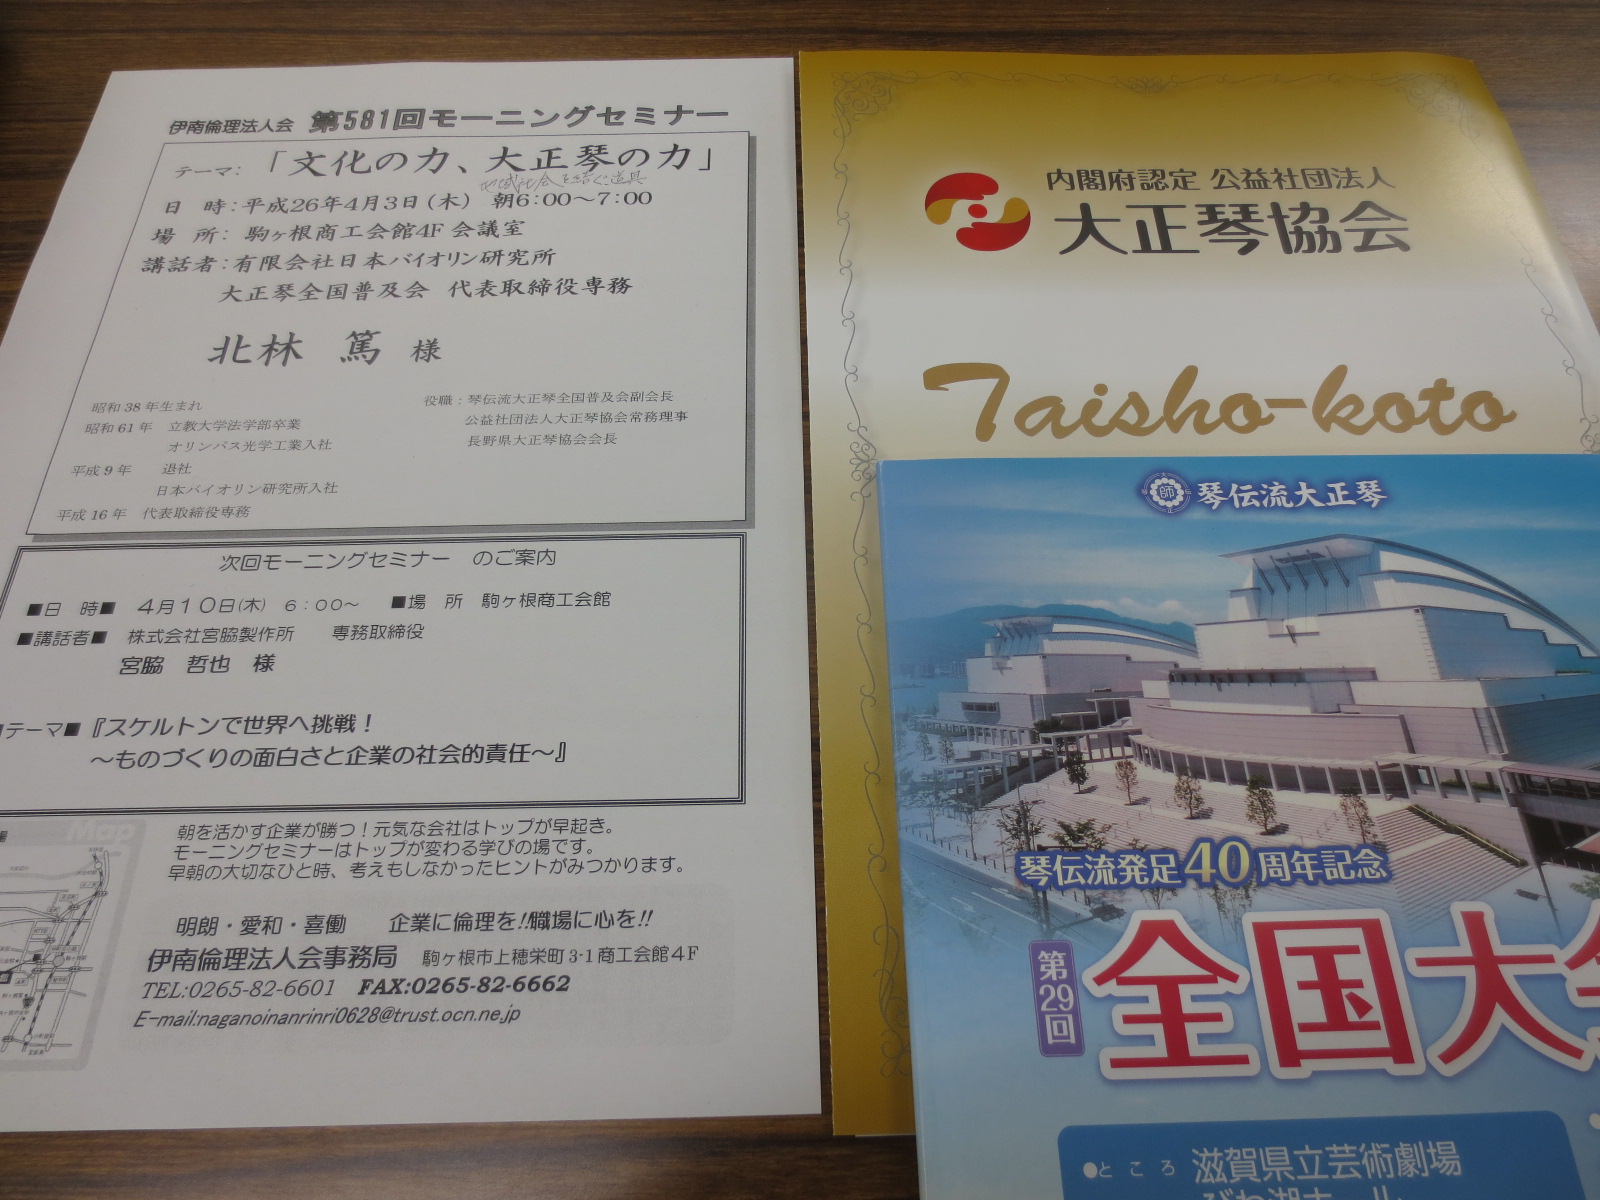 伊南倫理法人会 第581回モーニングセミナー
テーマ:「文化の力、大正琴の力」
地域社会を結ぐ道具
日 時:平成26年4月3日(木) 朝6:00~7:00
場 所: 駒ヶ根商工会館4F 会議室
講話者:有限会社日本バイオリン研究所
大正琴全国普及会 代表取締役専務
北林 篤 様
昭和38年生まれ
昭和61年 立教大学法学部卒業
オリンパス光学工業入社
平成9年 退社
日本バイオリン研究所入社
平成16年 代表取締役専務
役職:琴伝流大正琴全国普及会副会長
公益社団法人大正琴協会常務理事
長野県大正琴協会会長
次回モーニングセミナー のご案内
■日 時■ 4月10日(木) 6:00~ ■場 所 駒ヶ根商工会館
■講話者■ 株式会社宮脇製作所 専務取締役
宮脇 哲也 様
■テーマ■『スケルトンで世界へ挑戦!
~ものづくりの面白さと企業の社会的責任~』
Map
朝を活かす企業が勝つ!元気な会社はトップが早起き。
モーニングセミナーはトップが変わる学びの場です。
早朝の大切なひと時、考えもしなかったヒントがみつかります。
明朗・愛和・喜働 企業に倫理を!!職場に心を!!
伊南倫理法人会事務局 駒ヶ根市上穂栄町3-1商工会館4F
TEL:0265-82-6601 FAX:0265-82-6662
E-mail:naganoinanrinri0628@trust.ocn.ne.jp
内閣府認定 公益社団法人
大正琴協会
Taisho-koto
琴伝流大正琴
琴伝流発足40周年記念
第29回
全国大
●ところ 滋賀県立芸術劇場
びわ湖ホール